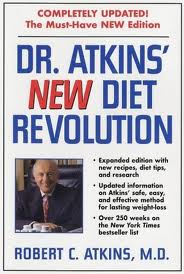 COMPLETELY UPDATED!
The Must-Have NEW Edition
DR. ATKINS'
NEW DIET
REVOLUTION
• Expanded edition with
new recipes, diet tips,
and research
• Updated information
on Atkins' safe, easy,
and effective method
for lasting weight-loss
• Over 250 weeks on
the New York Times
bestseller list
ROBERT C. ATKINS, M.D.